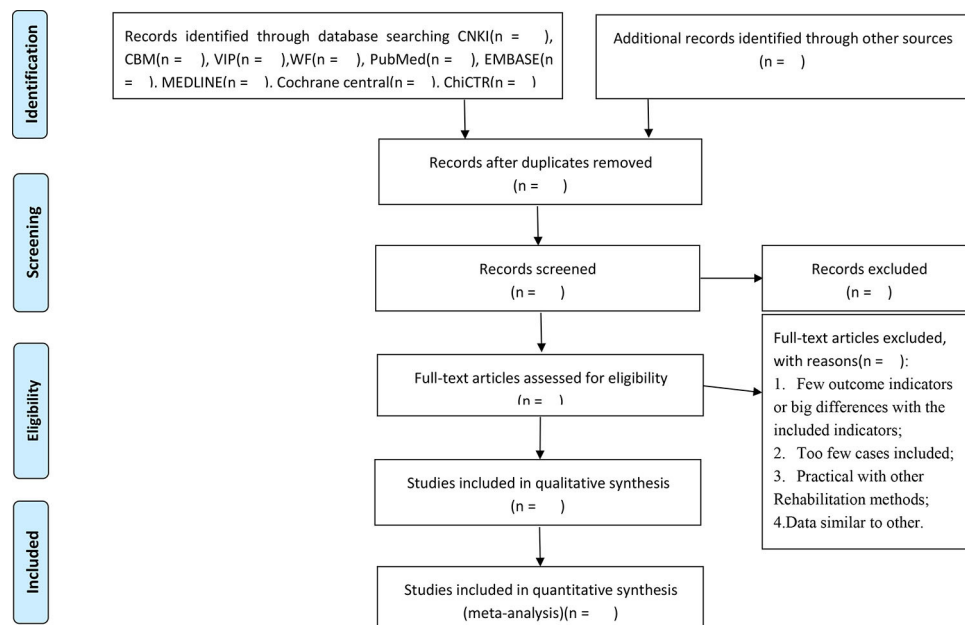 Identification
Records identified through database searching CNKI(n = ),
CBM(n = ), VIP(n = ),WF(n = ), PubMed(n = ), EMBASE(n
= ), MEDLINE(n = ), Cochrane central(n = ), ChiCTR(n = )
Additional records identified through other sources
(n = )
Screening
Records after duplicates removed
(n = )
Records screened
(n = )
Records excluded
(n = )
Eligibility
Full-text articles assessed for eligibility
(n = )
Full-text articles excluded,
with reasons(n = ):
1. Few outcome indicators
or big differences with the
included indicators;
2. Too few cases included;
3. Practical with other
Rehabilitation methods;
4.Data similar to other.
Included
Studies included in qualitative synthesis
(n = )
Studies included in quantitative synthesis
(meta-analysis)(n = )